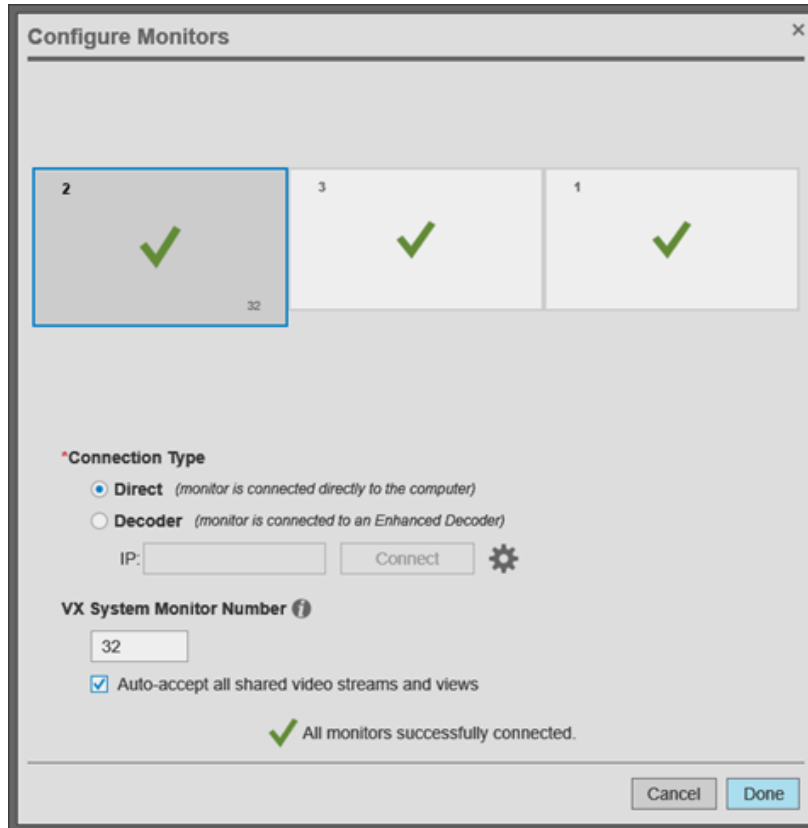 Configure Monitors
2
3
1
32
*Connection Type
Direct (monitor is connected directly to the computer)
Decoder (monitor is connected to an Enhanced Decoder)
IP:
Connect
VX System Monitor Number
32
Auto-accept all shared video streams and views
All monitors successfully connected.
Cancel
Done